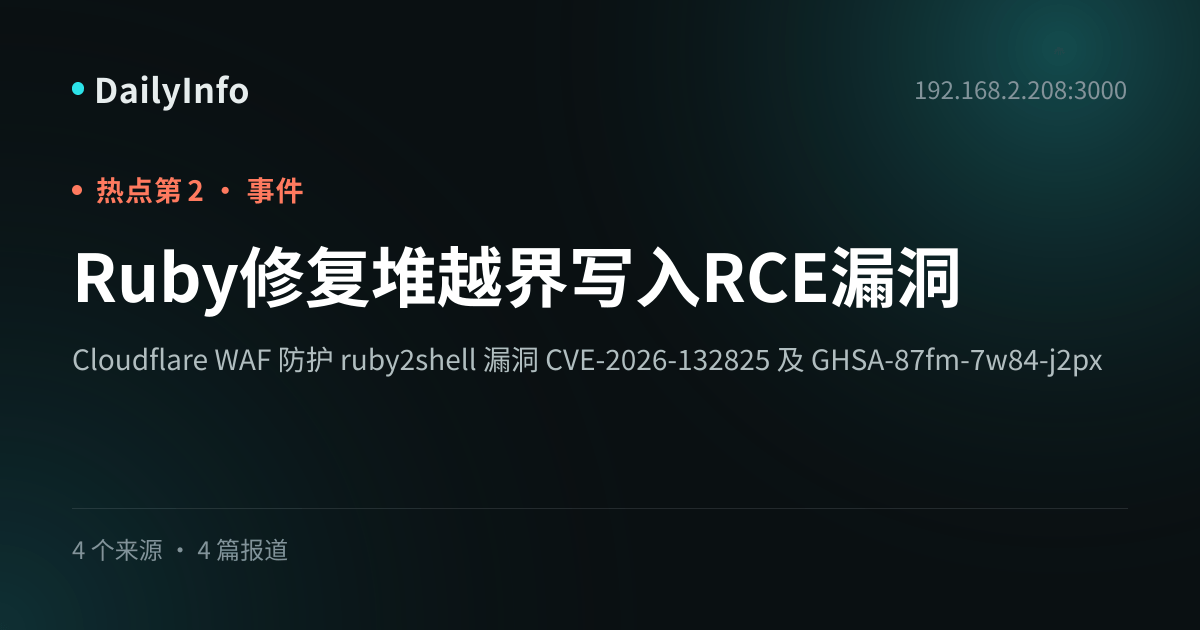 DailyInfo
192.168.2.208:3000
热点第 2 · 事件
Ruby修复堆越界写入RCE漏洞
Cloudflare WAF 防护 ruby2shell 漏洞 CVE-2026-132825 及 GHSA-87fm-7w84-j2px
4 个来源 · 4 篇报道